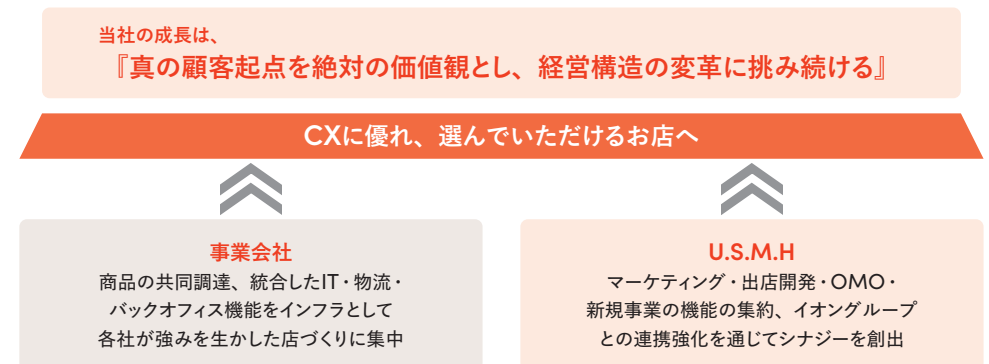 当社の成長は、
『真の顧客起点を絶対の価値観とし、経営構造の変革に挑み続ける』
CXに優れ、選んでいただけるお店へ
事業会社
商品の共同調達、統合したIT・物流・
バックオフィス機能をインフラとして
各社が強みを生かした店づくりに集中
U.S.M.H
マーケティング・出店開発・OMO・
新規事業の機能の集約、イオングループ
との連携強化を通じてシナジーを創出